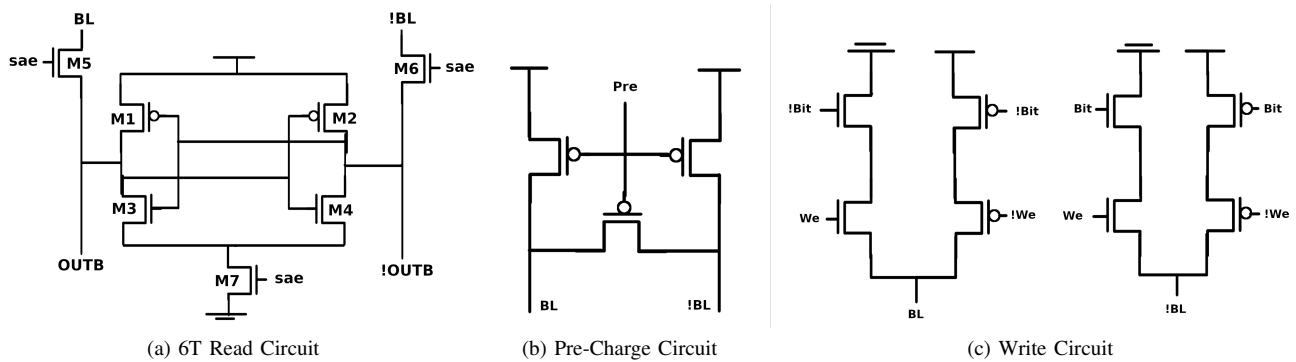 BL
!BL
sae
M5
M6
sae
M1
M2
M3
M4
OUTB
!OUTB
M7
sae
(a) 6T Read Circuit
Pre
BL
!BL
(b) Pre-Charge Circuit
!Bit
!Bit
We
!We
BL
Bit
Bit
We
!We
!BL
(c) Write Circuit